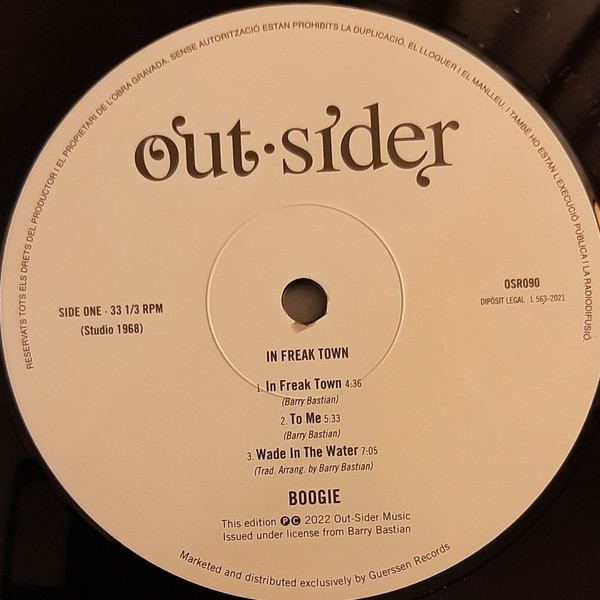 RESERVATS TOTS ELS DRETS DEL PRODUCTOR I EL PROPIETARI DE L'OBRA GRAVADA. SENSE AUTORITZACIÓ ESTAN PROHIBITS LA DUPLICACIÓ, EL LLOGUER I EL MANLLEU, I TAMBÉ HO ESTAN L'EXECUCIÓ PÚBLICA I LA RADIODIFUSIÓ.
out·sider
SIDE ONE - 33 1/3 RPM
(Studio 1968)
OSR090
DIPÒSIT LEGAL : L 563-2021
IN FREAK TOWN
1. In Freak Town 4:36
(Barry Bastian)
2. To Me 5:33
(Barry Bastian)
3. Wade In The Water 7:05
(Trad. Arrang. by Barry Bastian)
BOOGIE
This edition Ⓟ© 2022 Out-Sider Music
Issued under license from Barry Bastian
Marketed and distributed exclusively by Guerssen Records